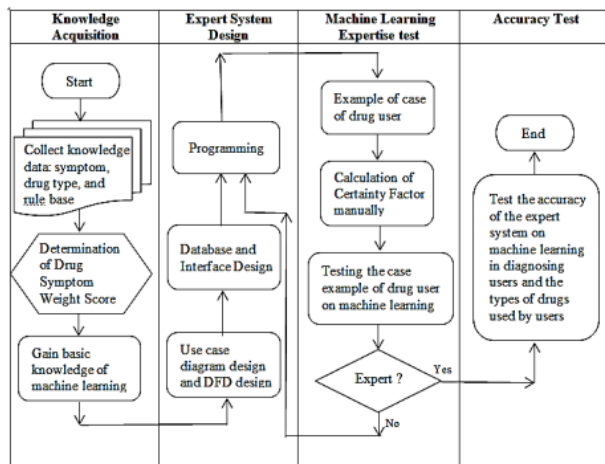 Knowledge
Acquisition
Expert System
Design
Machine Learning
Expertise test
Accuracy Test
Start
Collect knowledge
data: symptom,
drug type, and
rule base
Determination
of Drug
Symptom
Weight Score
Gain basic
knowledge of
machine learning
Programming
Database and
Interface Design
Use case
diagram design
and DFD design
Example of case
of drug user
Calculation of
Certainty Factor
manually
Testing the case
example of drug user
on machine learning
Expert ?
Yes
No
End
Test the accuracy
of the expert
system on
machine learning
in diagnosing
users and the
types of drugs
used by users